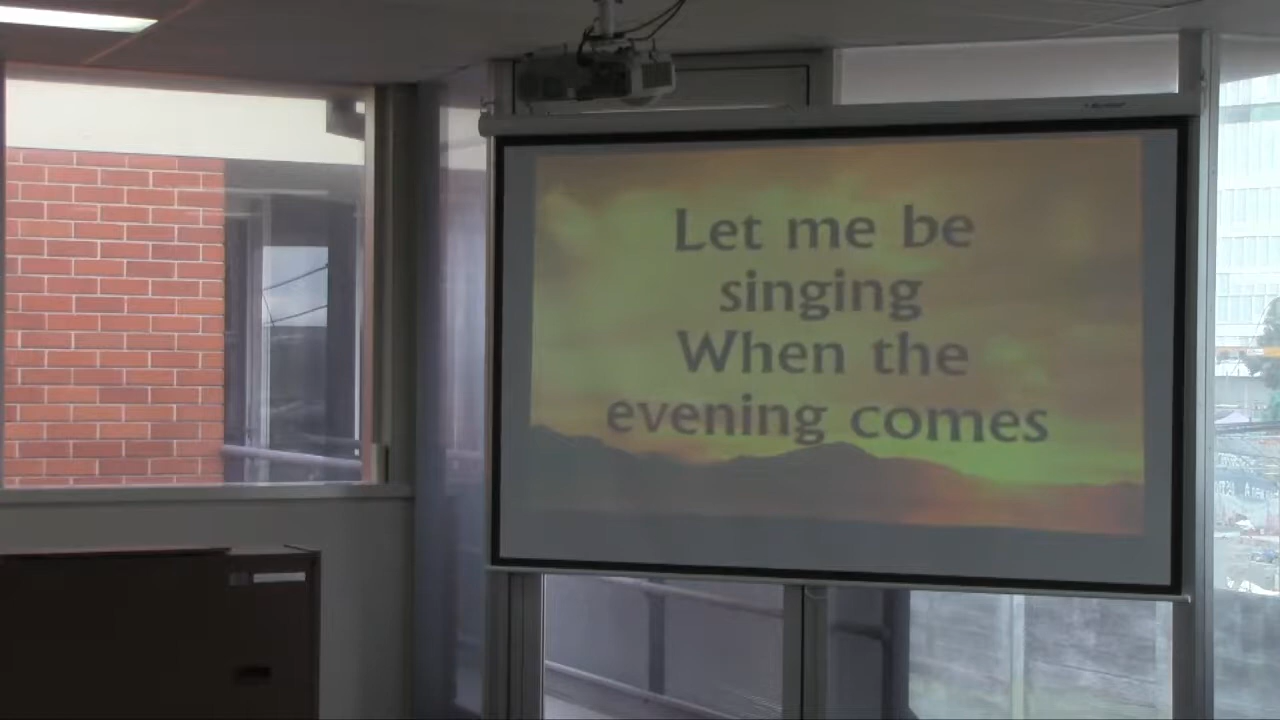 Let me be
singing
When the
evening comes